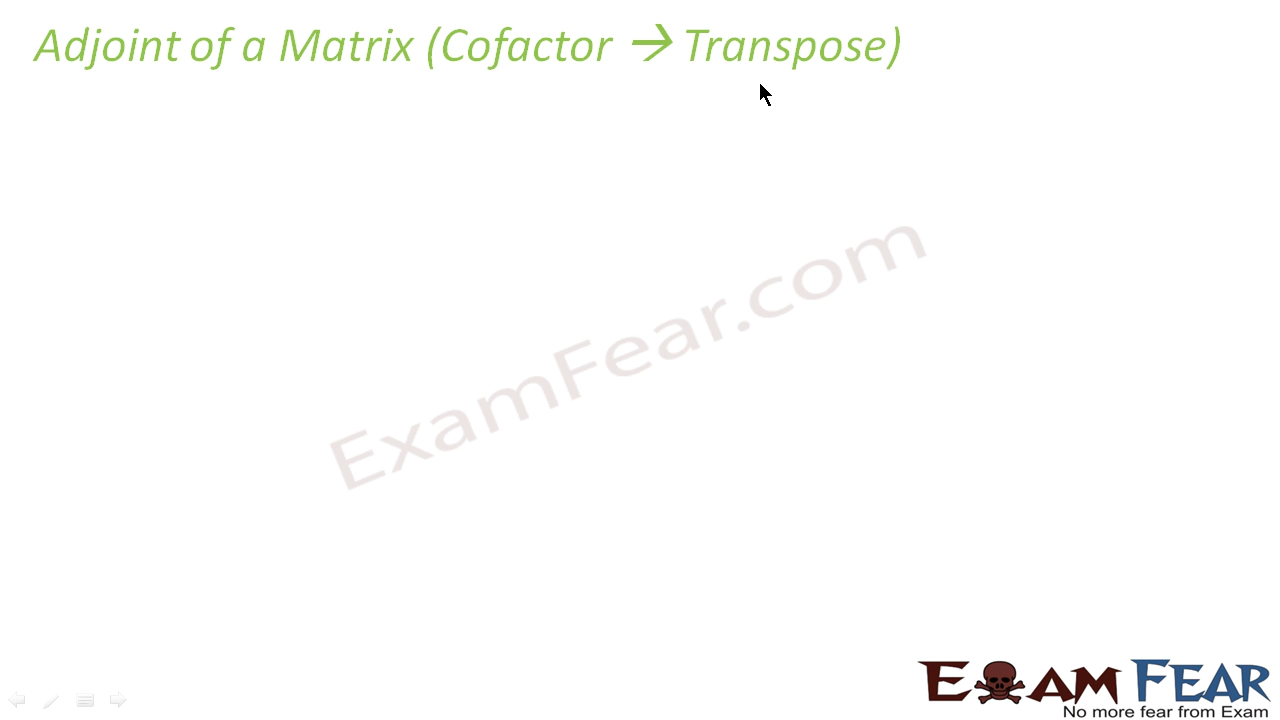 Adjoint of a Matrix (Cofactor → Transpose)
ExamFear.com
EXAM FEAR
No more fear from Exam